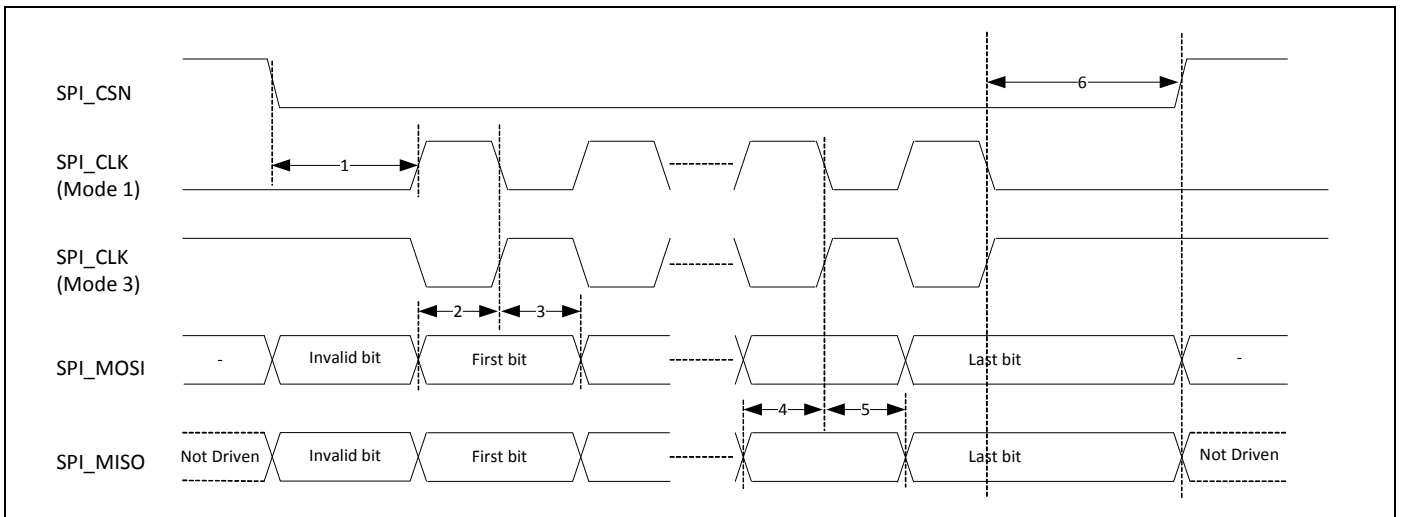 SPI_CSN
6
SPI_CLK
(Mode 1)
1
SPI_CLK
(Mode 3)
2
3
SPI_MOSI
-
Invalid bit
First bit
Last bit
-
4
5
SPI_MISO
Not Driven
Invalid bit
First bit
Last bit
Not Driven